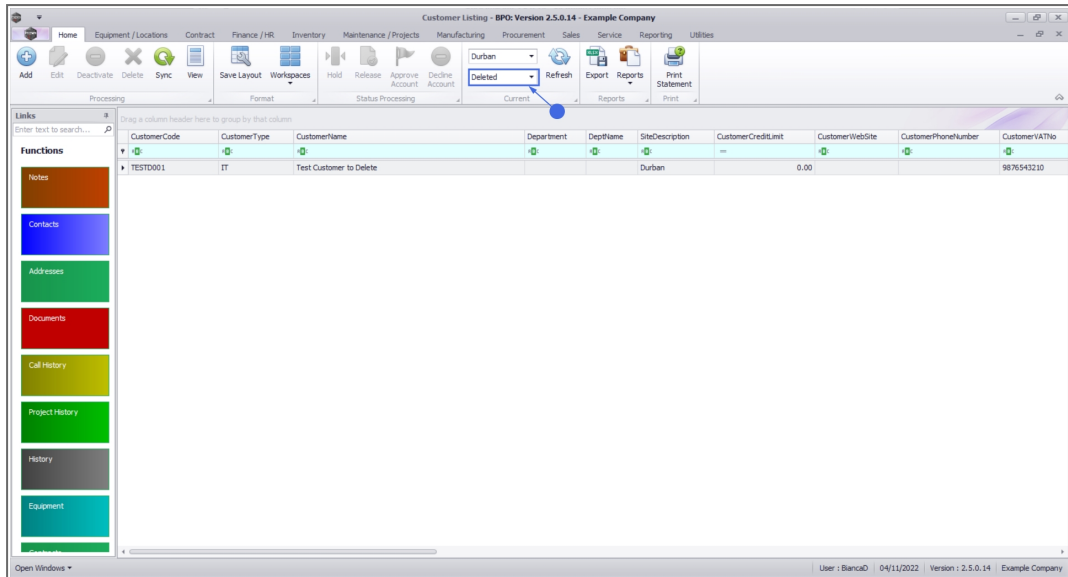 Customer Listing - BPO: Version 2.5.0.14 - Example Company
Home Equipment / Locations Contract Finance / HR Inventory Maintenance / Projects Manufacturing Procurement Sales Service Reporting Utilities
Durban
Deleted
Add Edit Deactivate Delete Sync View Save Layout Workspaces Hold Release Approve Account Decline Account Refresh Export Reports Print Statement
Processing Format Status Processing Current Reports Print
Links
Drag a column header here to group by that column
Enter text to search...
CustomerCode CustomerType CustomerName Department DeptName SiteDescription CustomerCreditLimit CustomerWebSite CustomerPhoneNumber CustomerVATNo
Functions
=
TESTD001 IT Test Customer to Delete Durban 0.00 9876543210
Notes
Contacts
Addresses
Documents
Call History
Project History
History
Equipment
Contracts
Open Windows
User : BiancaD 04/11/2022 Version : 2.5.0.14 Example Company